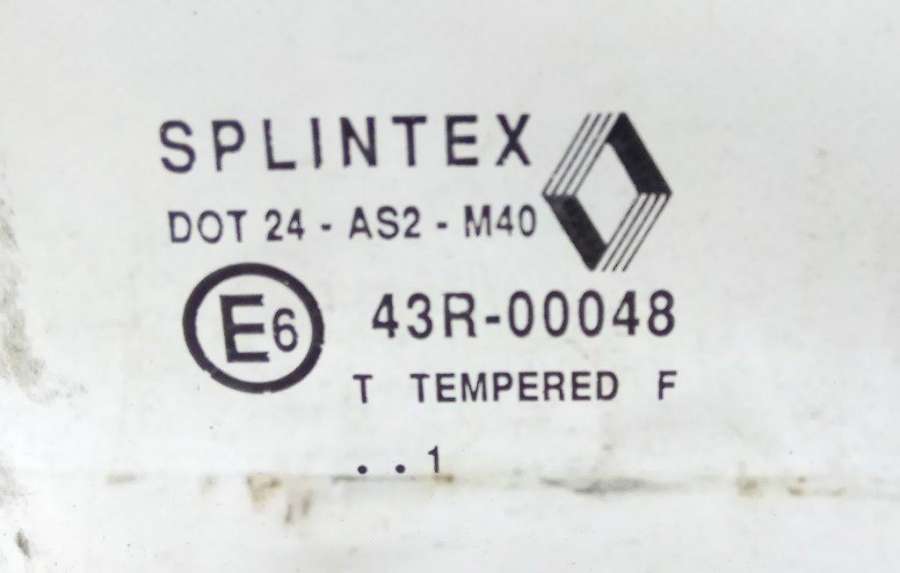 SPLINTEX
DOT 24 - AS2 - M40
E6 43R-00048
T TEMPERED F
. . 1